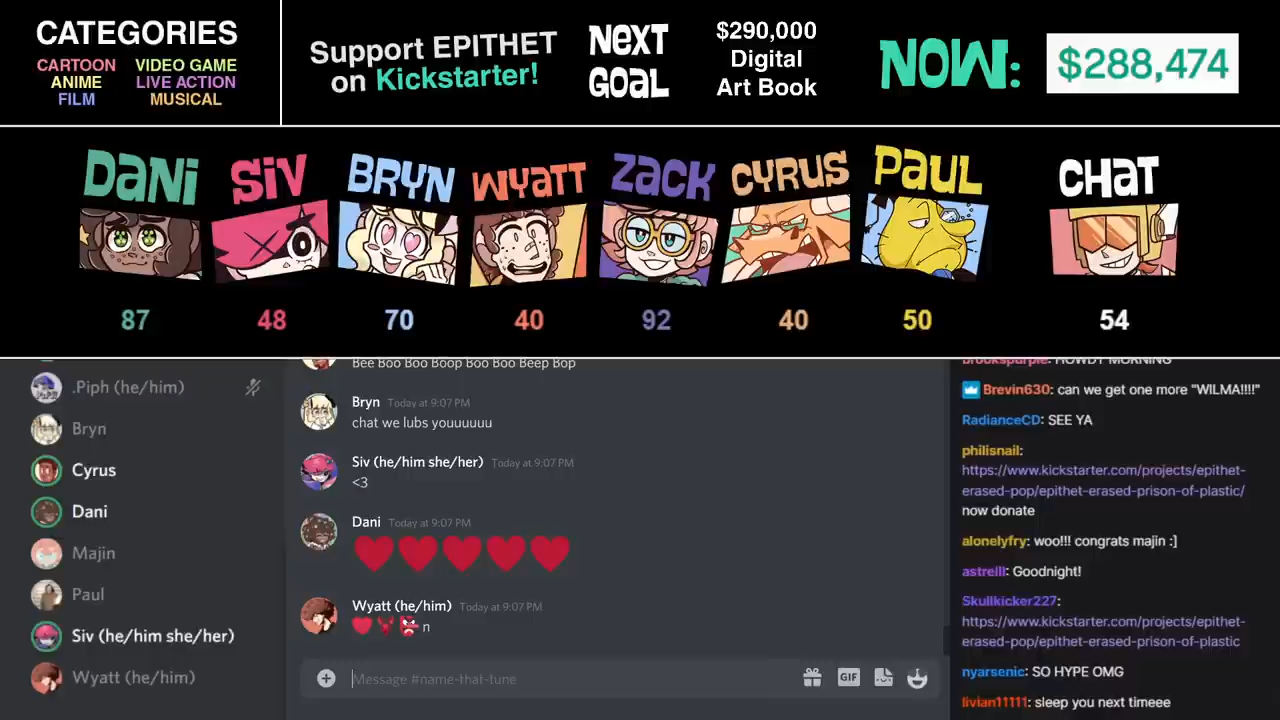 CATEGORIES
CARTOON VIDEO GAME
ANIME LIVE ACTION
FILM MUSICAL
Support EPITHET
on Kickstarter!
NEXT
GOAL
$290,000
Digital
Art Book
NOW:
$288,474
DANI SIV BRYN WYATT ZACK CYRUS PAUL CHAT
87 48 70 40 92 40 50 54
.Piph (he/him)
Bryn
Cyrus
Dani
Majin
Paul
Siv (he/him she/her)
Wyatt (he/him)
Bee Boo Boo Boop Boo Boo Beep Bop
Bryn Today at 9:07 PM
chat we lubs youuuuuu
Siv (he/him she/her) Today at 9:07 PM
<3
Dani Today at 9:07 PM
Wyatt (he/him) Today at 9:07 PM
n
Message #name-that-tune
GIF
brookspurple: HOWDY MORNING
Brevin630: can we get one more "WILMA!!!!"
RadianceCD: SEE YA
philisnail:
https://www.kickstarter.com/projects/epithet-
erased-pop/epithet-erased-prison-of-plastic/
now donate
alonelyfry: woo!!! congrats majin :]
astrelll: Goodnight!
Skullkicker227:
https://www.kickstarter.com/projects/epithet-
erased-pop/epithet-erased-prison-of-plastic
nyarsenic: SO HYPE OMG
livian11111: sleep you next timeee